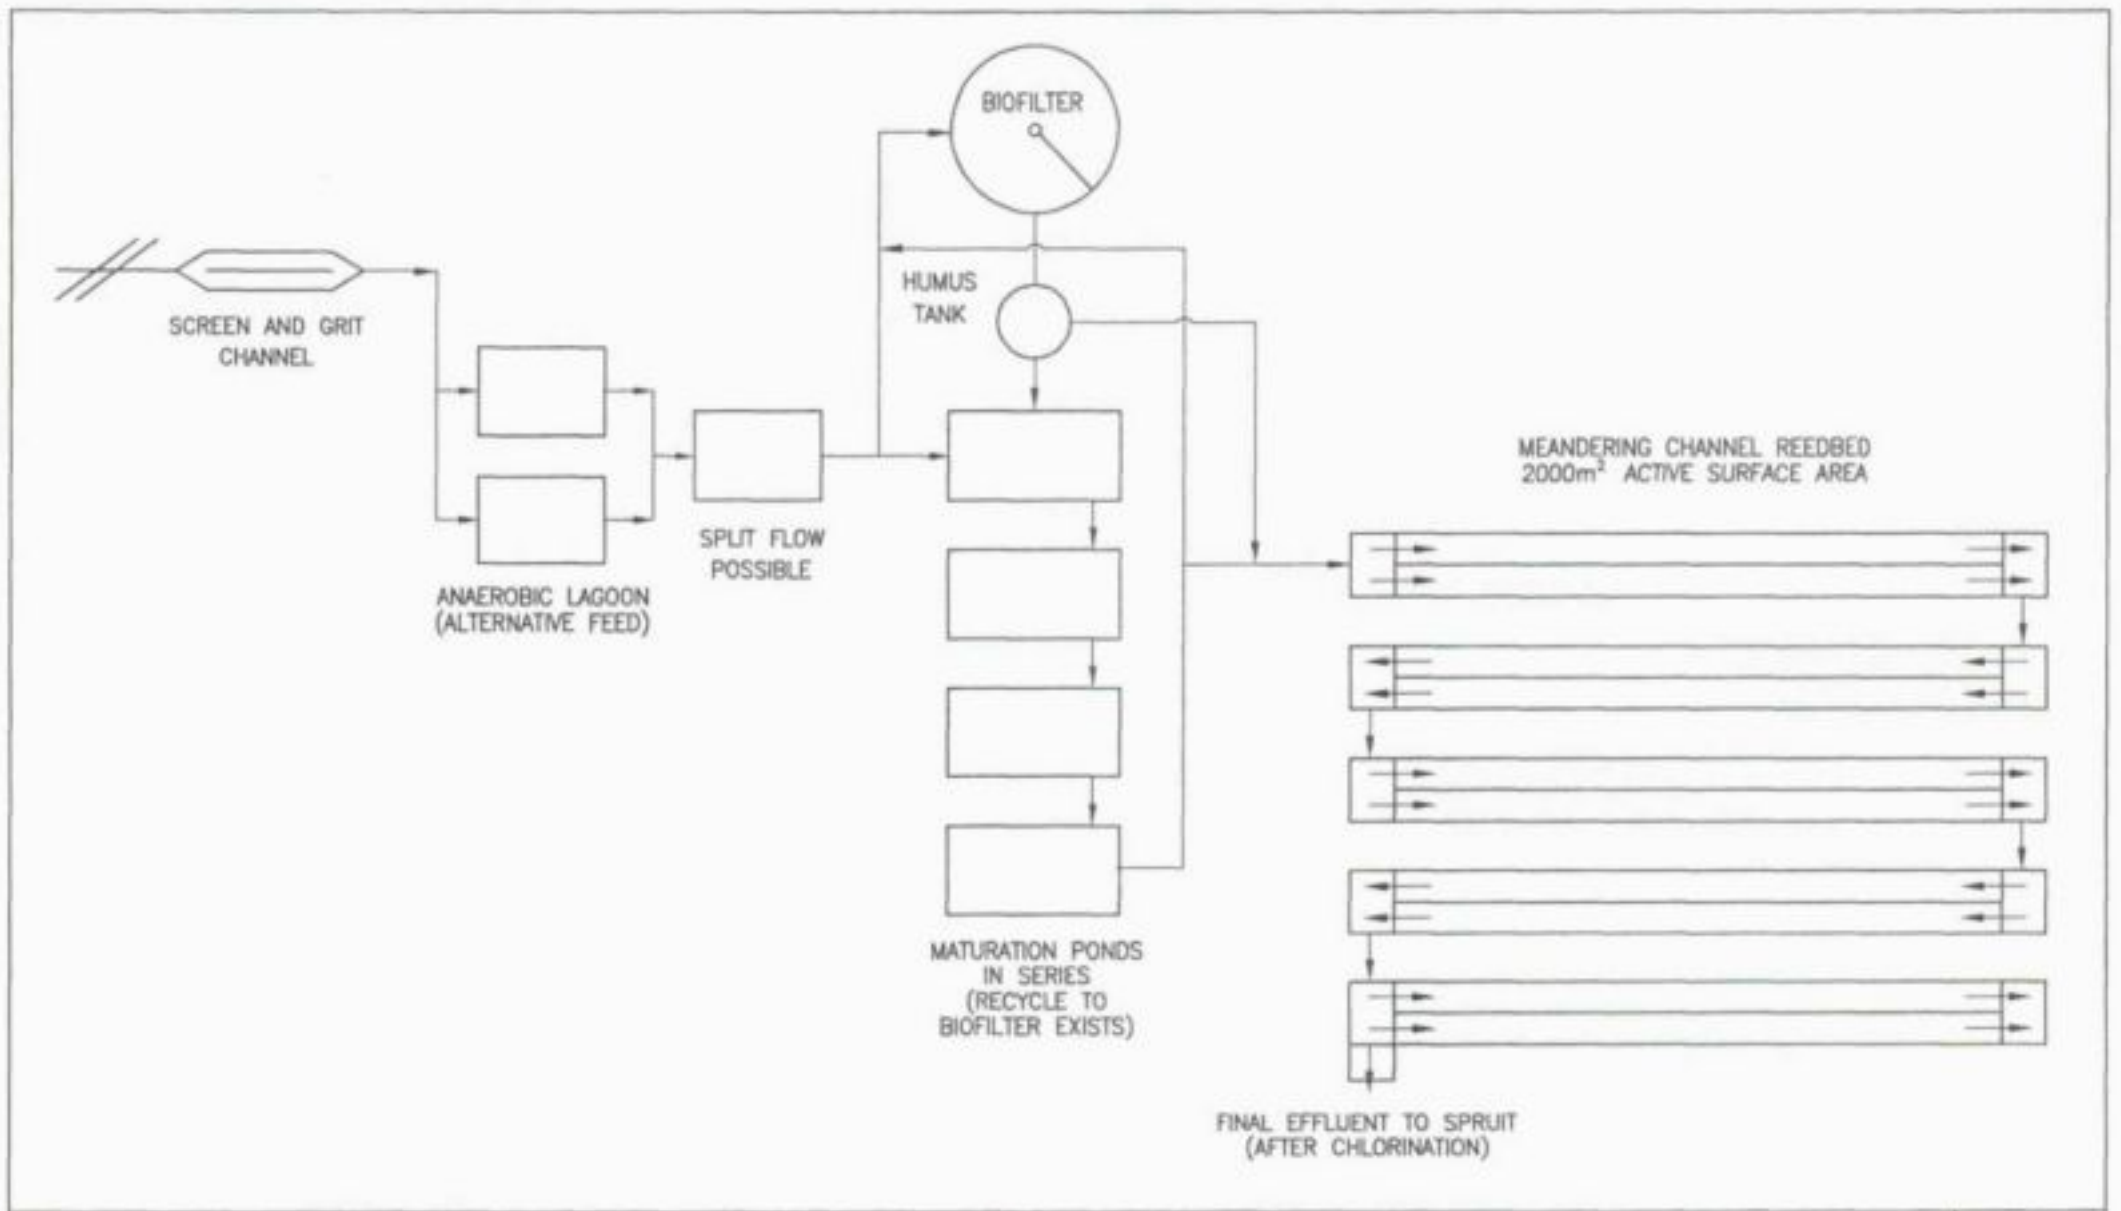 BIOFILTER
SCREEN AND GRIT
CHANNEL
HUMUS
TANK
ANAEROBIC LAGOON
(ALTERNATIVE FEED)
SPLIT FLOW
POSSIBLE
MATURATION PONDS
IN SERIES
(RECYCLE TO
BIOFILTER EXISTS)
MEANDERING CHANNEL REEDBED
2000m² ACTIVE SURFACE AREA
FINAL EFFLUENT TO SPRUIT
(AFTER CHLORINATION)